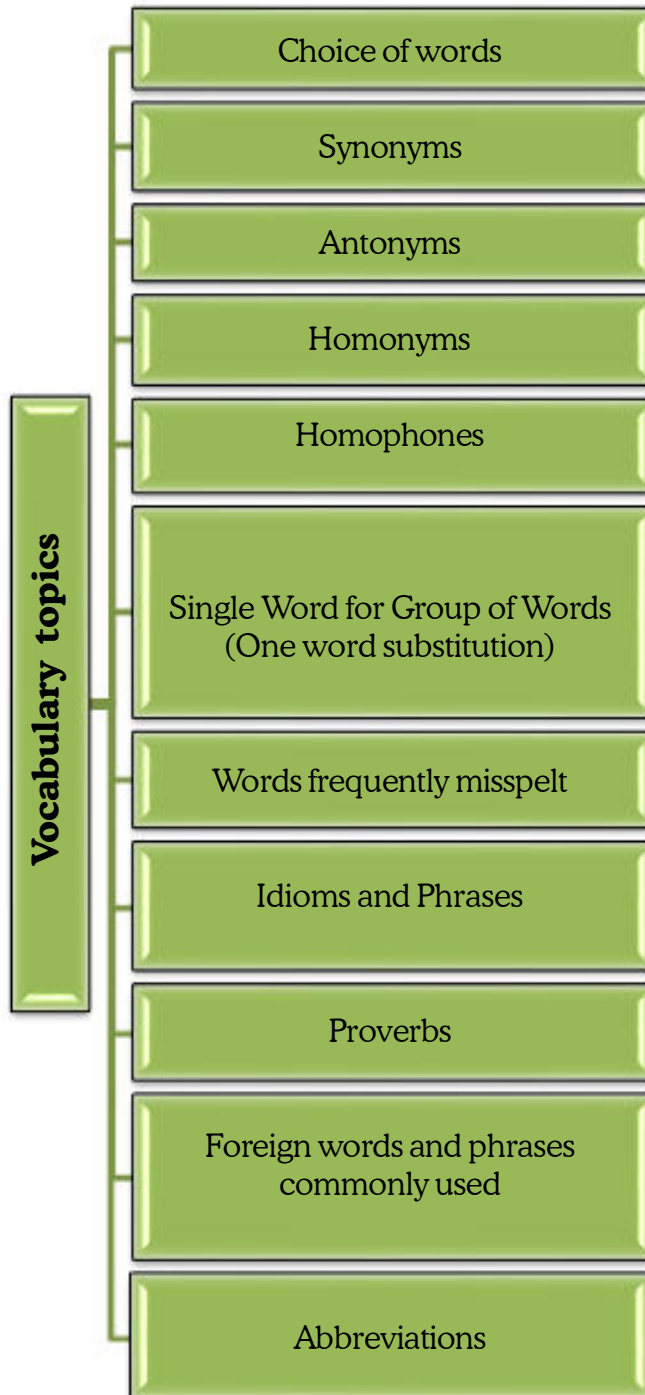 Vocabulary topics
Choice of words
Synonyms
Antonyms
Homonyms
Homophones
Single Word for Group of Words
(One word substitution)
Words frequently misspelt
Idioms and Phrases
Proverbs
Foreign words and phrases
commonly used
Abbreviations